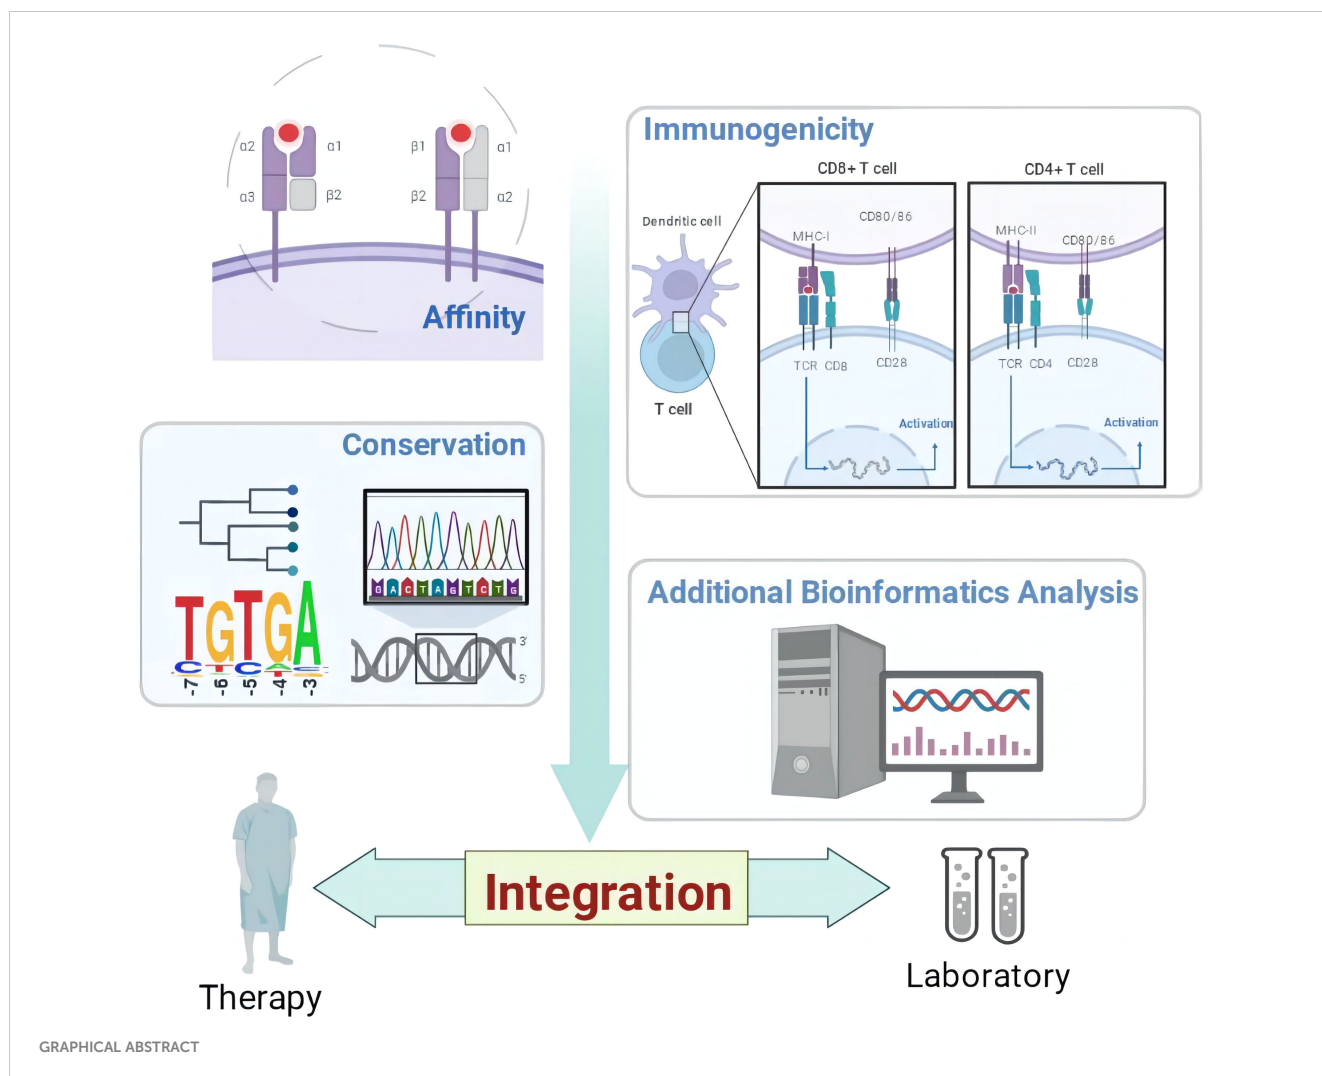 α2 α1
α3 β2
β1 α1
β2 α2
Affinity
Immunogenicity
CD8+ T cell
CD4+ T cell
Dendritic cell
T cell
MHC-I
CD80/86
TCR CD8
CD28
Activation
MHC-II
CD80/86
TCR CD4
CD28
Activation
Conservation
G A C T A G T C T G
3'
5'
TGTGA
-7 -6 -5 -4 -3
Additional Bioinformatics Analysis
Integration
Therapy
Laboratory
GRAPHICAL ABSTRACT